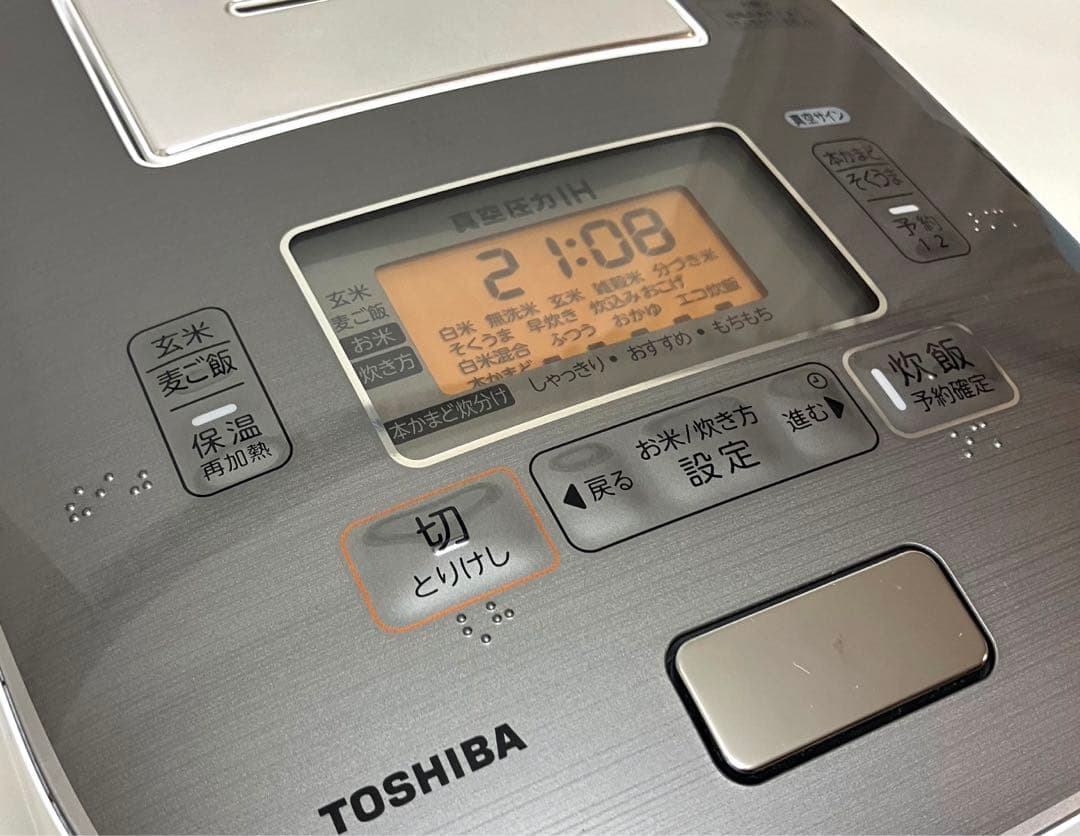 真空サイン
本かまど
そくうま
予約
1 2
真空圧力IH
21:08
玄米
麦ご飯
お米
炊き方
白米 無洗米 玄米 雑穀米 分づき米
そくうま 早炊き 炊込み おこげ
白米混合 ふつう おかゆ エコ炊飯
本かまど
本かまど炊分け しゃっきり・おすすめ・もちもち
玄米
麦ご飯
保温
再加熱
炊飯
予約確定
◀戻る
お米/炊き方
設定
進む▶
切
とりけし
TOSHIBA